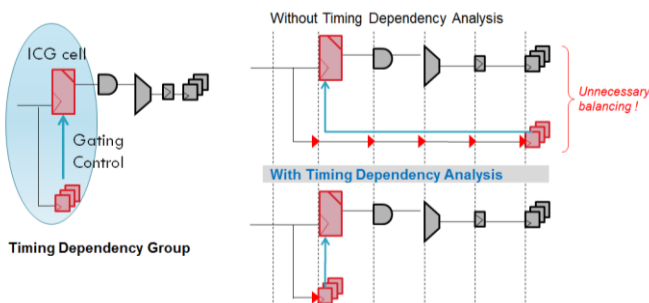 ICG cell
Gating
Control
Timing Dependency Group
Without Timing Dependency Analysis
Unnecessary
balancing !
With Timing Dependency Analysis